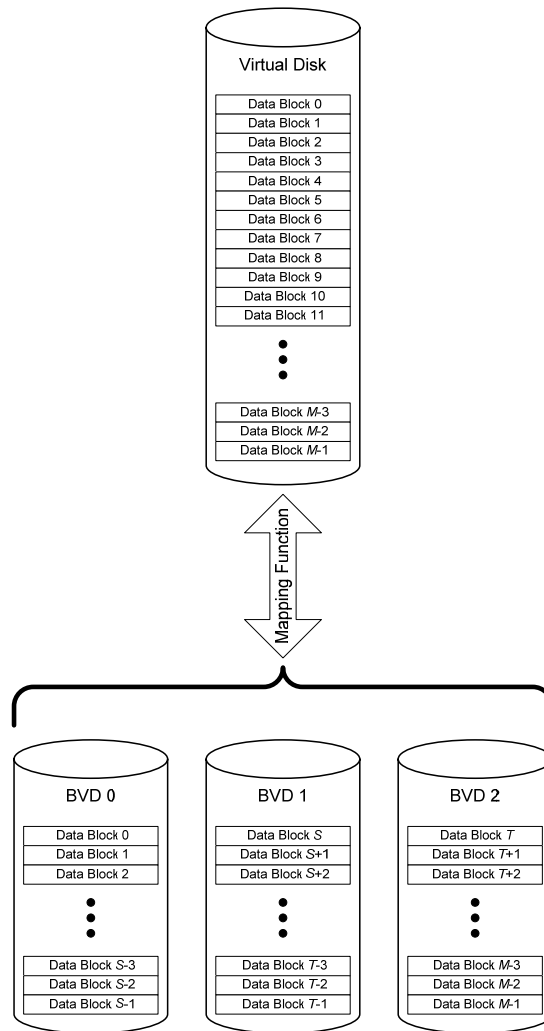 Virtual Disk
Data Block 0
Data Block 1
Data Block 2
Data Block 3
Data Block 4
Data Block 5
Data Block 6
Data Block 7
Data Block 8
Data Block 9
Data Block 10
Data Block 11
Data Block M-3
Data Block M-2
Data Block M-1
Mapping Function
BVD 0
Data Block 0
Data Block 1
Data Block 2
Data Block S-3
Data Block S-2
Data Block S-1
BVD 1
Data Block S
Data Block S+1
Data Block S+2
Data Block T-3
Data Block T-2
Data Block T-1
BVD 2
Data Block T
Data Block T+1
Data Block T+2
Data Block M-3
Data Block M-2
Data Block M-1